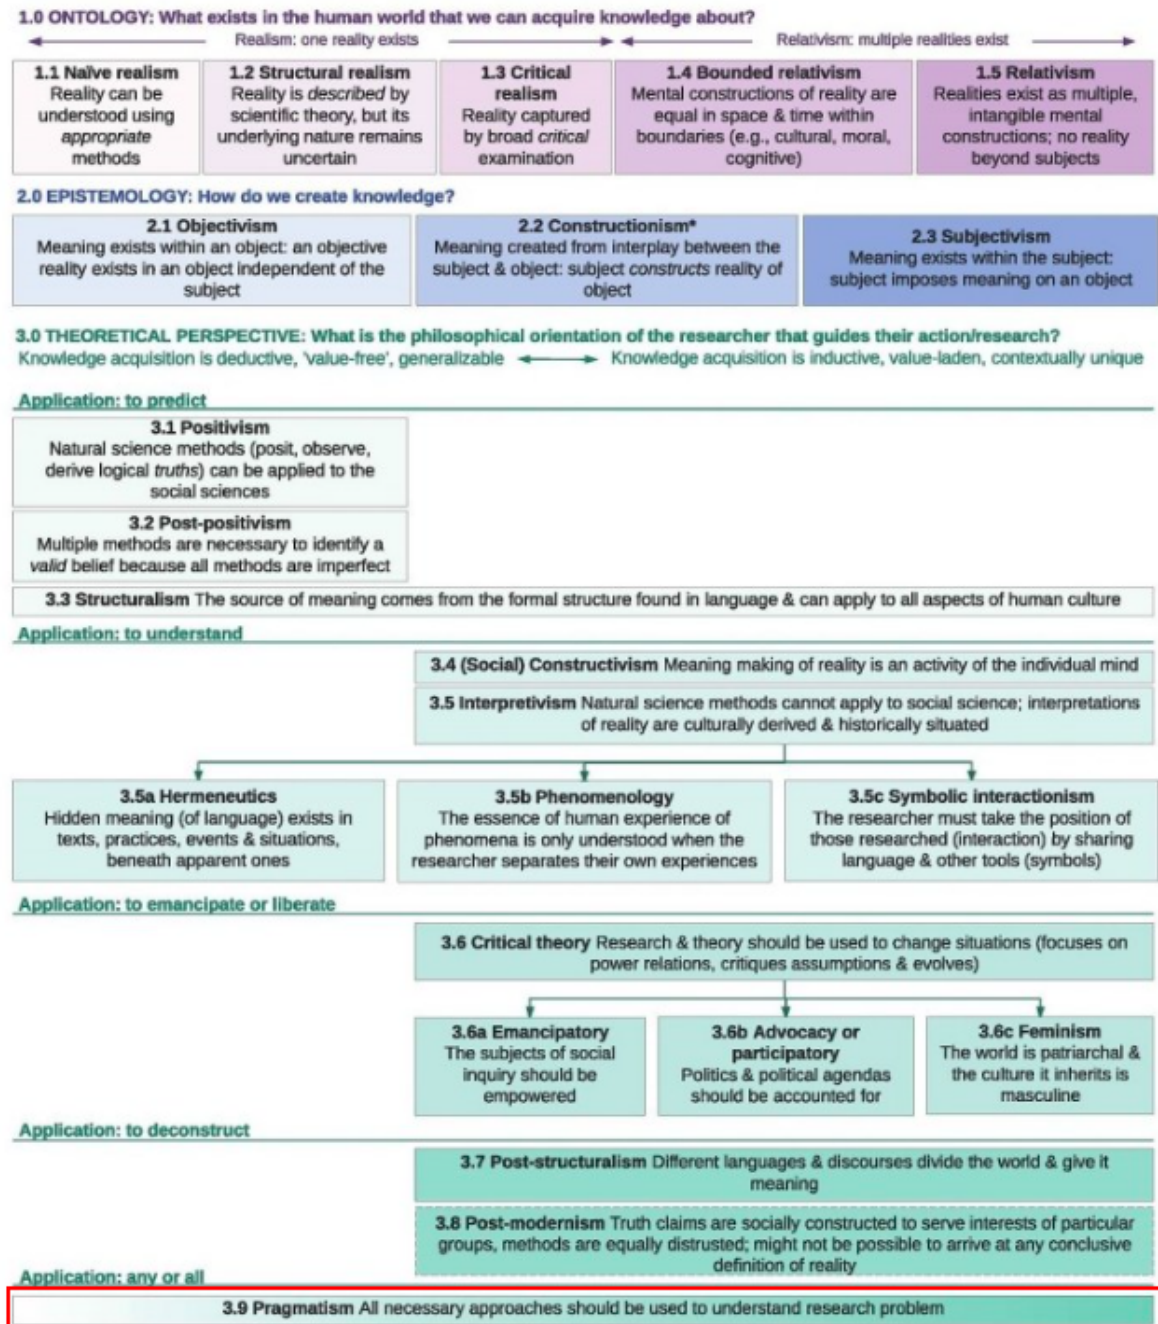 1.0 ONTOLOGY: What exists in the human world that we can acquire knowledge about?
Realism: one reality exists
Relativism: multiple realities exist
1.1 Naïve realism
Reality can be
understood using
appropriate
methods
1.2 Structural realism
Reality is described by
scientific theory, but its
underlying nature remains
uncertain
1.3 Critical
realism
Reality captured
by broad critical
examination
1.4 Bounded relativism
Mental constructions of reality are
equal in space & time within
boundaries (e.g., cultural, moral,
cognitive)
1.5 Relativism
Realities exist as multiple,
intangible mental
constructions; no reality
beyond subjects
2.0 EPISTEMOLOGY: How do we create knowledge?
2.1 Objectivism
Meaning exists within an object: an objective
reality exists in an object independent of the
subject
2.2 Constructionism*
Meaning created from interplay between the
subject & object: subject constructs reality of
object
2.3 Subjectivism
Meaning exists within the subject:
subject imposes meaning on an object
3.0 THEORETICAL PERSPECTIVE: What is the philosophical orientation of the researcher that guides their action/research?
Knowledge acquisition is deductive, 'value-free', generalizable
Knowledge acquisition is inductive, value-laden, contextually unique
Application: to predict
3.1 Positivism
Natural science methods (posit, observe,
derive logical truths) can be applied to the
social sciences
3.2 Post-positivism
Multiple methods are necessary to identify a
valid belief because all methods are imperfect
3.3 Structuralism The source of meaning comes from the formal structure found in language & can apply to all aspects of human culture
Application: to understand
3.4 (Social) Constructivism Meaning making of reality is an activity of the individual mind
3.5 Interpretivism Natural science methods cannot apply to social science; interpretations
of reality are culturally derived & historically situated
3.5a Hermeneutics
Hidden meaning (of language) exists in
texts, practices, events & situations,
beneath apparent ones
3.5b Phenomenology
The essence of human experience of
phenomena is only understood when the
researcher separates their own experiences
3.5c Symbolic interactionism
The researcher must take the position of
those researched (interaction) by sharing
language & other tools (symbols)
Application: to emancipate or liberate
3.6 Critical theory Research & theory should be used to change situations (focuses on
power relations, critiques assumptions & evolves)
3.6a Emancipatory
The subjects of social
inquiry should be
empowered
3.6b Advocacy or
participatory
Politics & political agendas
should be accounted for
3.6c Feminism
The world is patriarchal &
the culture it inherits is
masculine
Application: to deconstruct
3.7 Post-structuralism Different languages & discourses divide the world & give it
meaning
3.8 Post-modernism Truth claims are socially constructed to serve interests of particular
groups, methods are equally distrusted; might not be possible to arrive at any conclusive
definition of reality
Application: any or all
3.9 Pragmatism All necessary approaches should be used to understand research problem